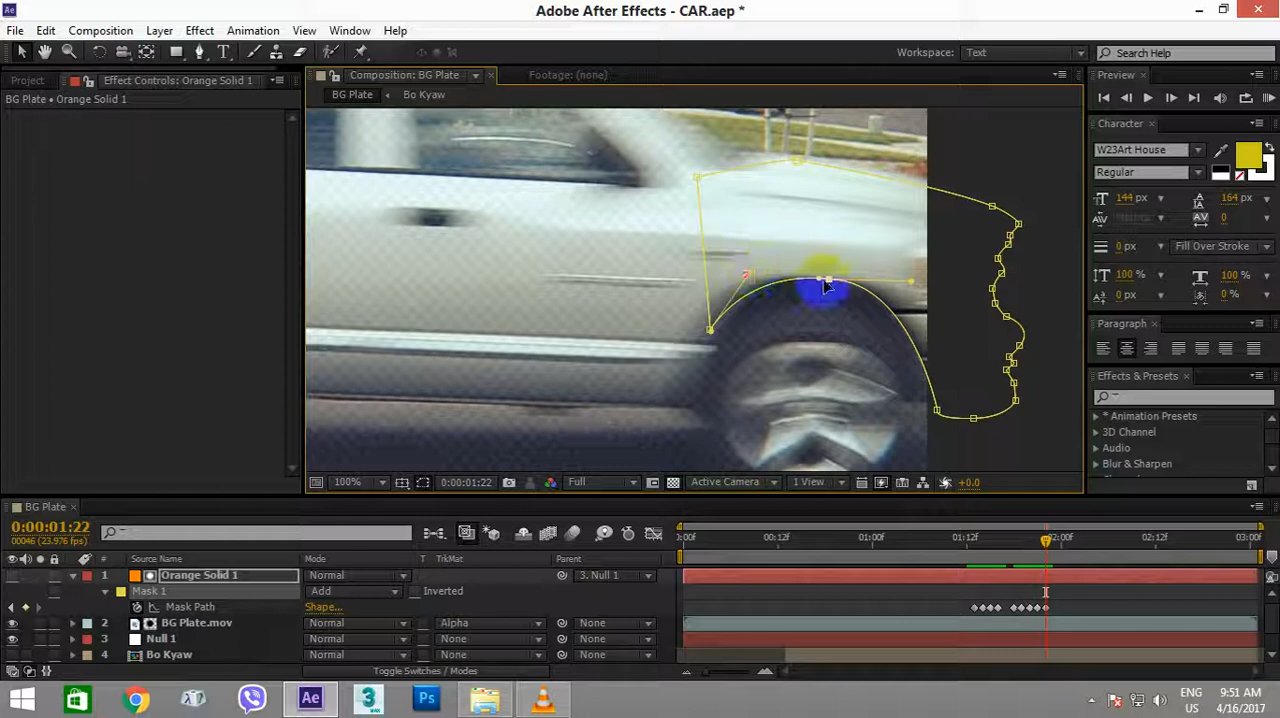 Ae
Adobe After Effects - CAR.aep *
File Edit Composition Layer Effect Animation View Window Help
Workspace: Text Search Help
Project Effect Controls: Orange Solid 1 Composition: BG Plate Footage: (none) Preview
BG Plate • Orange Solid 1 BG Plate Bo Kyaw
Character
W23Art House
Regular
144 px 164 px
Metrics 0
0 px Fill Over Stroke
100 % 100 %
0 px 0 %
Paragraph
Effects & Presets
* Animation Presets
3D Channel
Audio
Blur & Sharpen
100% 0:00:01:22 Full Active Camera 1 View +0.0
BG Plate
0:00:01:22
00046 (23.976 fps)
:00f 00:12f 01:00f 01:12f 02:00f 02:12f 03:00f
# Source Name Mode T TrkMat Parent
1 Orange Solid 1 Normal 3. Null 1
Mask 1 Add Inverted
Mask Path Shape...
2 BG Plate.mov Normal Alpha None
3 Null 1 Normal None None
4 Bo Kyaw Normal None None
Toggle Switches / Modes
Ae Ps
ENG
US
9:51 AM
4/16/2017